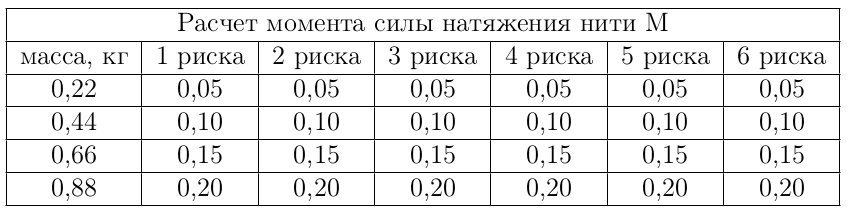 Расчет момента силы натяжения нити М
масса, кг 1 риска 2 риска 3 риска 4 риска 5 риска 6 риска
0,22 0,05 0,05 0,05 0,05 0,05 0,05
0,44 0,10 0,10 0,10 0,10 0,10 0,10
0,66 0,15 0,15 0,15 0,15 0,15 0,15
0,88 0,20 0,20 0,20 0,20 0,20 0,20